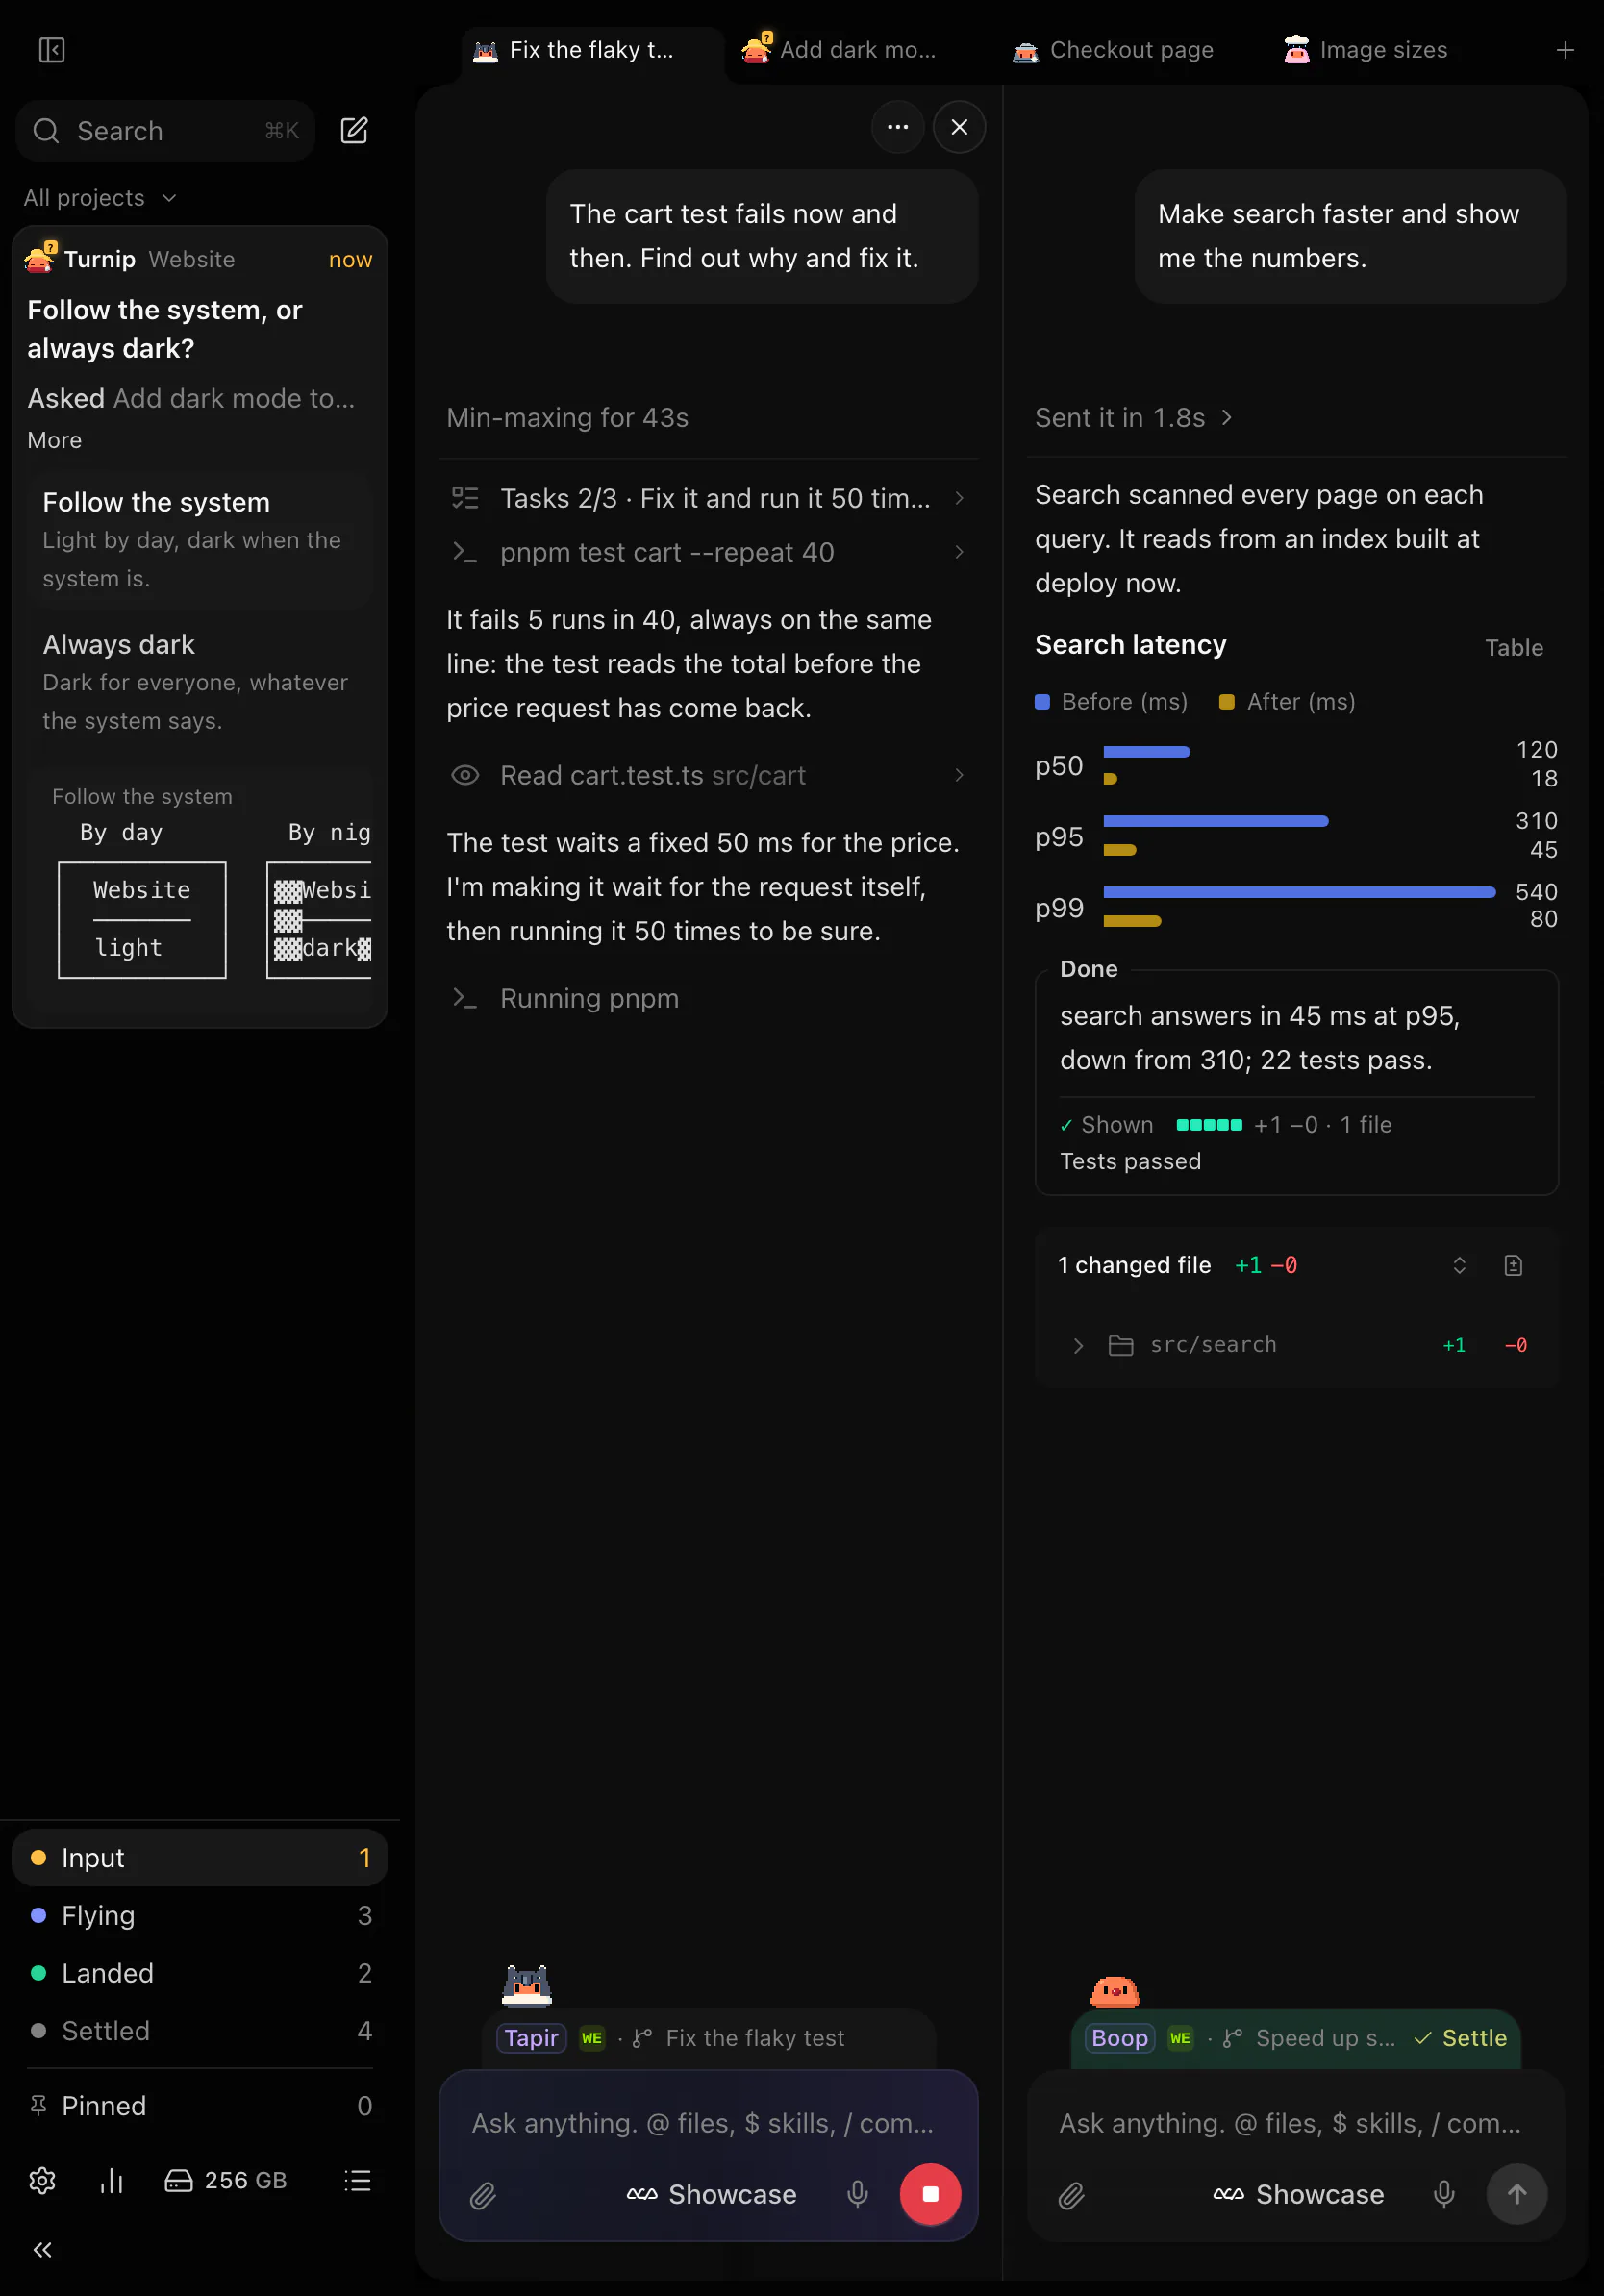 Fix the flaky t...
? Add dark mo...
Checkout page
Image sizes
Search ⌘K
All projects
? Turnip Website now
Follow the system, or
always dark?
Asked Add dark mode to...
More
Follow the system
Light by day, dark when the
system is.
Always dark
Dark for everyone, whatever
the system says.
Follow the system
By day By nig
Website Websi
light dark
Input 1
Flying 3
Landed 2
Settled 4
Pinned 0
256 GB
The cart test fails now and
then. Find out why and fix it.
Min-maxing for 43s
Tasks 2/3 · Fix it and run it 50 tim...
pnpm test cart --repeat 40
It fails 5 runs in 40, always on the same
line: the test reads the total before the
price request has come back.
Read cart.test.ts src/cart
The test waits a fixed 50 ms for the price.
I'm making it wait for the request itself,
then running it 50 times to be sure.
Running pnpm
Tapir WE · Fix the flaky test
Ask anything. @ files, $ skills, / com...
Showcase
Make search faster and show
me the numbers.
Sent it in 1.8s
Search scanned every page on each
query. It reads from an index built at
deploy now.
Search latency Table
Before (ms) After (ms)
p50 120
18
p95 310
45
p99 540
80
Done
search answers in 45 ms at p95,
down from 310; 22 tests pass.
✓ Shown +1 −0 · 1 file
Tests passed
1 changed file +1 −0
src/search +1 −0
Boop WE · Speed up s... ✓ Settle
Ask anything. @ files, $ skills, / com...
Showcase